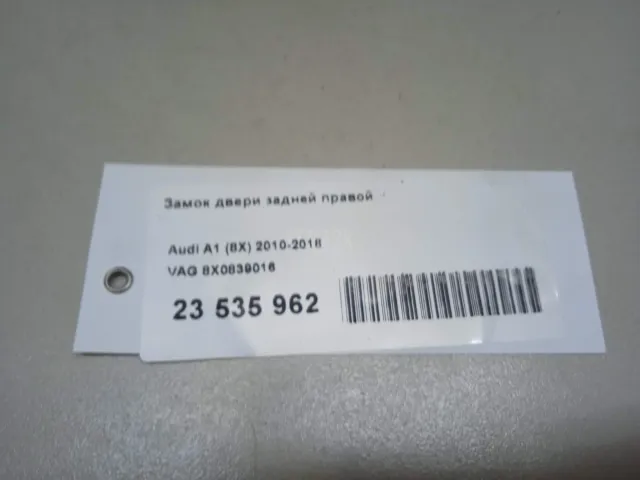 Замок двери задней правой
Audi A1 (8X) 2010-2018
VAG 8X0839016
23 535 962